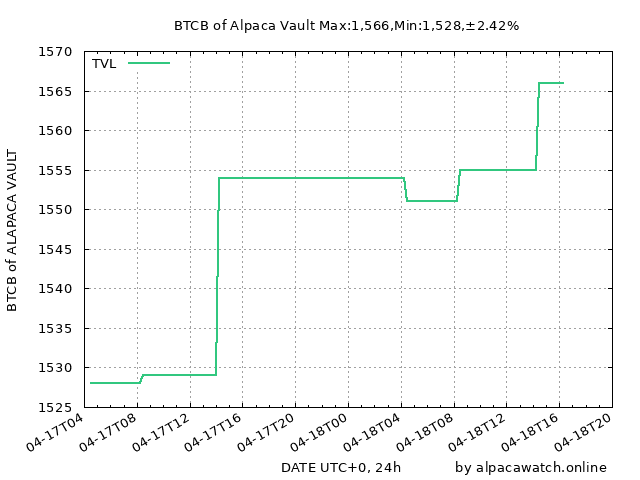 BTCB of Alpaca Vault Max:1,566,Min:1,528,±2.42%
TVL
BTCB of ALAPACA VAULT
1570
1565
1560
1555
1550
1545
1540
1535
1530
1525
04-17T04
04-17T08
04-17T12
04-17T16
04-17T20
04-18T00
04-18T04
04-18T08
04-18T12
04-18T16
04-18T20
DATE UTC+0, 24h
by alpacawatch.online